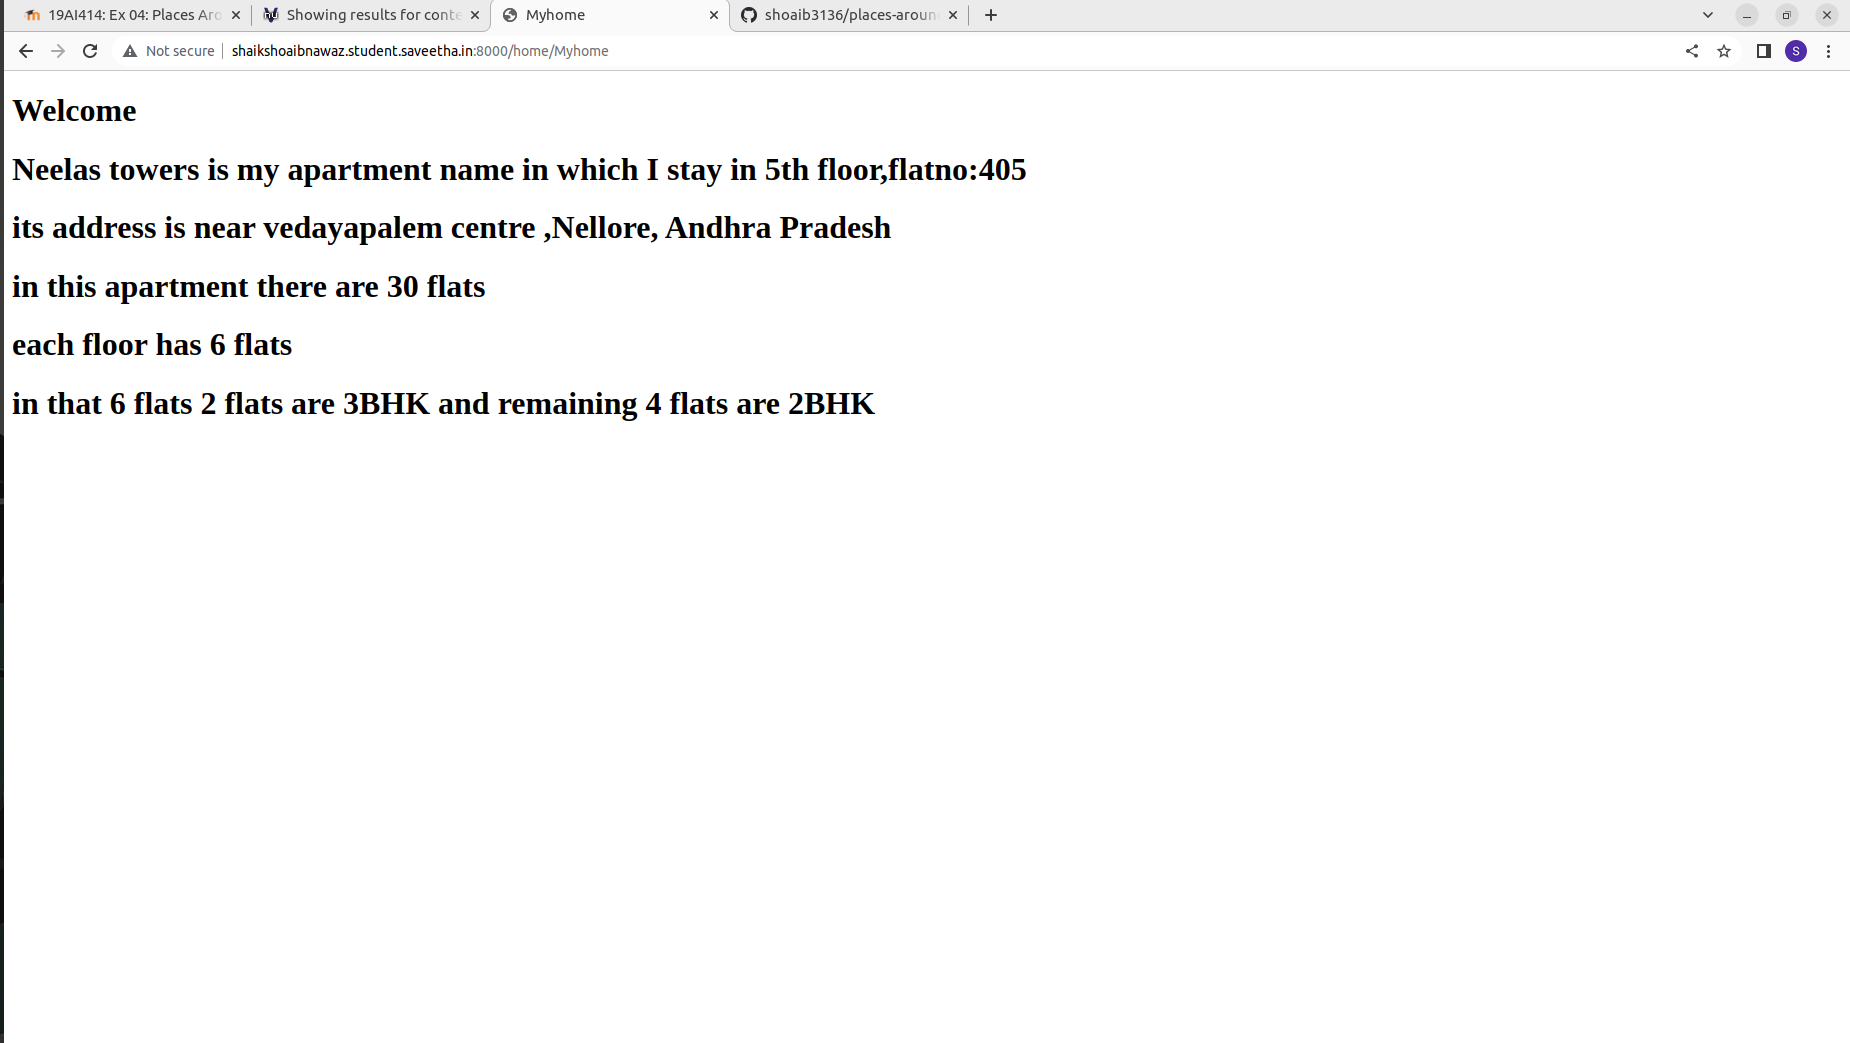 19AI414: Ex 04: Places Aro
Showing results for conte
Myhome
shoaib3136/places-aroun
Not secure
shaikshoaibnawaz.student.saveetha.in:8000/home/Myhome
S
Welcome
Neelas towers is my apartment name in which I stay in 5th floor,flatno:405
its address is near vedayapalem centre ,Nellore, Andhra Pradesh
in this apartment there are 30 flats
each floor has 6 flats
in that 6 flats 2 flats are 3BHK and remaining 4 flats are 2BHK